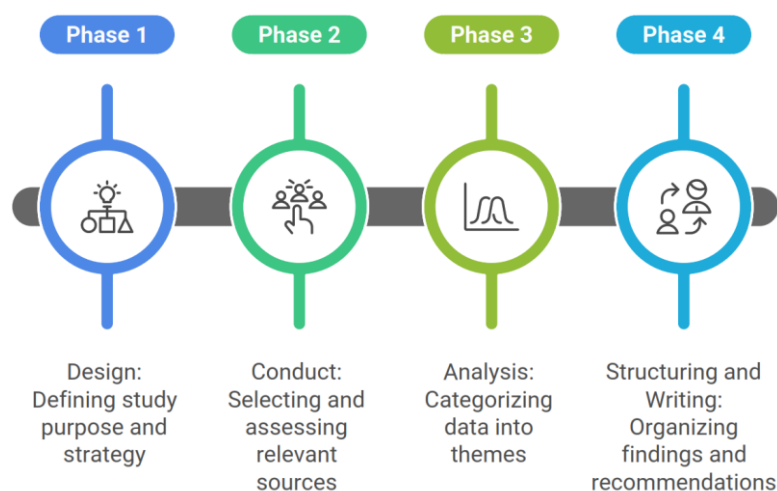 Phase 1
Phase 2
Phase 3
Phase 4
Design:
Defining study
purpose and
strategy
Conduct:
Selecting and
assessing
relevant
sources
Analysis:
Categorizing
data into
themes
Structuring and
Writing:
Organizing
findings and
recommendations